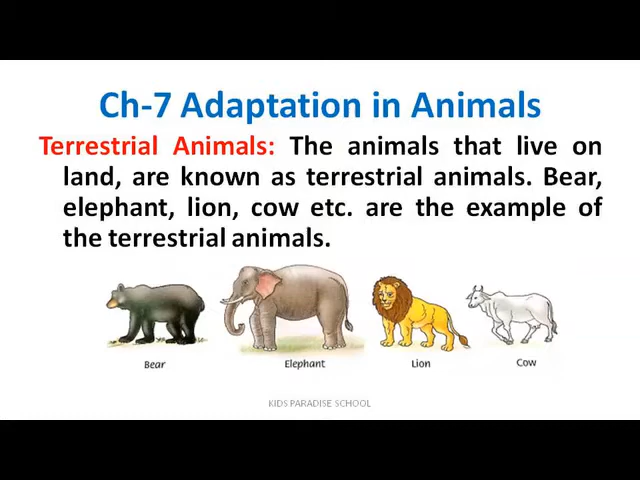 Ch-7 Adaptation in Animals
Terrestrial Animals: The animals that live on
land, are known as terrestrial animals. Bear,
elephant, lion, cow etc. are the example of
the terrestrial animals.
Bear Elephant Lion Cow
KIDS PARADISE SCHOOL